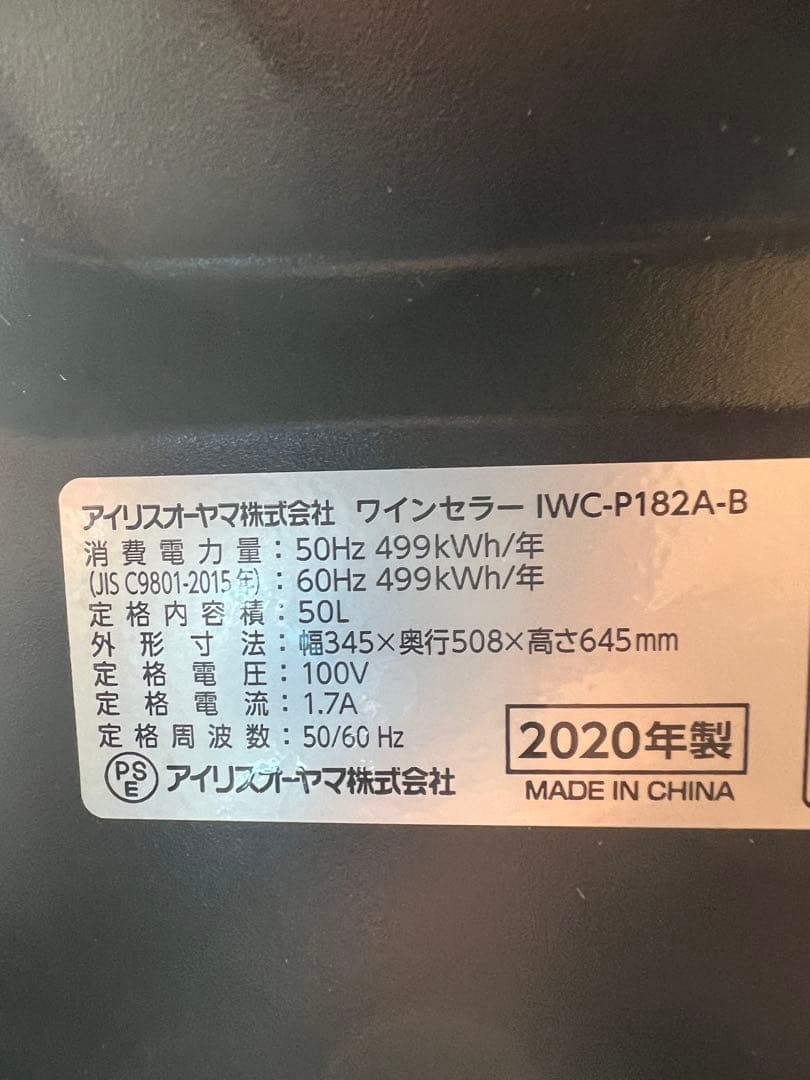 アイリスオーヤマ株式会社 ワインセラー IWC-P182A-B
消費電力量：50Hz 499kWh/年
(JIS C9801-2015年)：60Hz 499kWh/年
定格内容積：50L
外形寸法：幅345×奥行508×高さ645mm
定格電圧：100V
定格電流：1.7A
定格周波数：50/60 Hz
2020年製
PSE アイリスオーヤマ株式会社
MADE IN CHINA